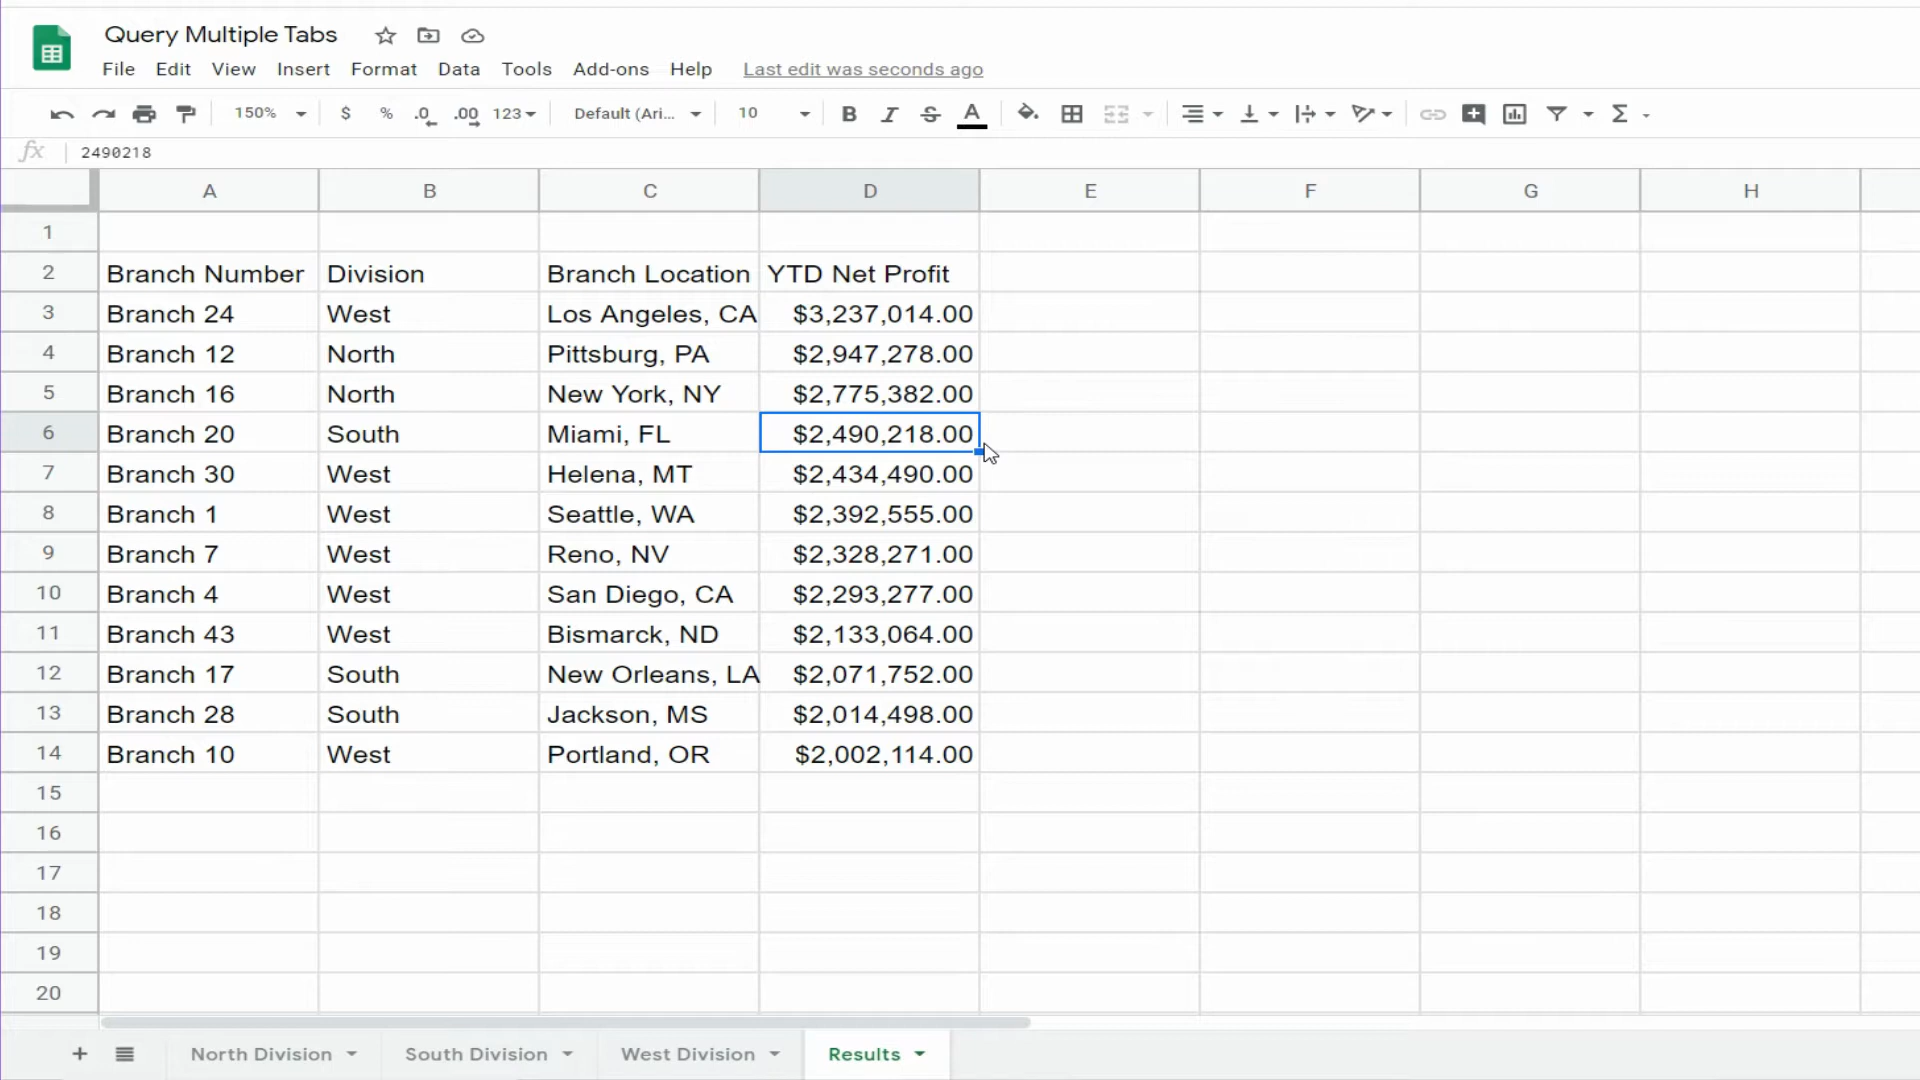 Query Multiple Tabs
File Edit View Insert Format Data Tools Add-ons Help Last edit was seconds ago
150% $ % .0 .00 123 Default (Ari... 10 B I S A Σ
fx 2490218
A B C D E F G H
1
2 Branch Number Division Branch Location YTD Net Profit
3 Branch 24 West Los Angeles, CA $3,237,014.00
4 Branch 12 North Pittsburg, PA $2,947,278.00
5 Branch 16 North New York, NY $2,775,382.00
6 Branch 20 South Miami, FL $2,490,218.00
7 Branch 30 West Helena, MT $2,434,490.00
8 Branch 1 West Seattle, WA $2,392,555.00
9 Branch 7 West Reno, NV $2,328,271.00
10 Branch 4 West San Diego, CA $2,293,277.00
11 Branch 43 West Bismarck, ND $2,133,064.00
12 Branch 17 South New Orleans, LA $2,071,752.00
13 Branch 28 South Jackson, MS $2,014,498.00
14 Branch 10 West Portland, OR $2,002,114.00
15
16
17
18
19
20
+ North Division South Division West Division Results